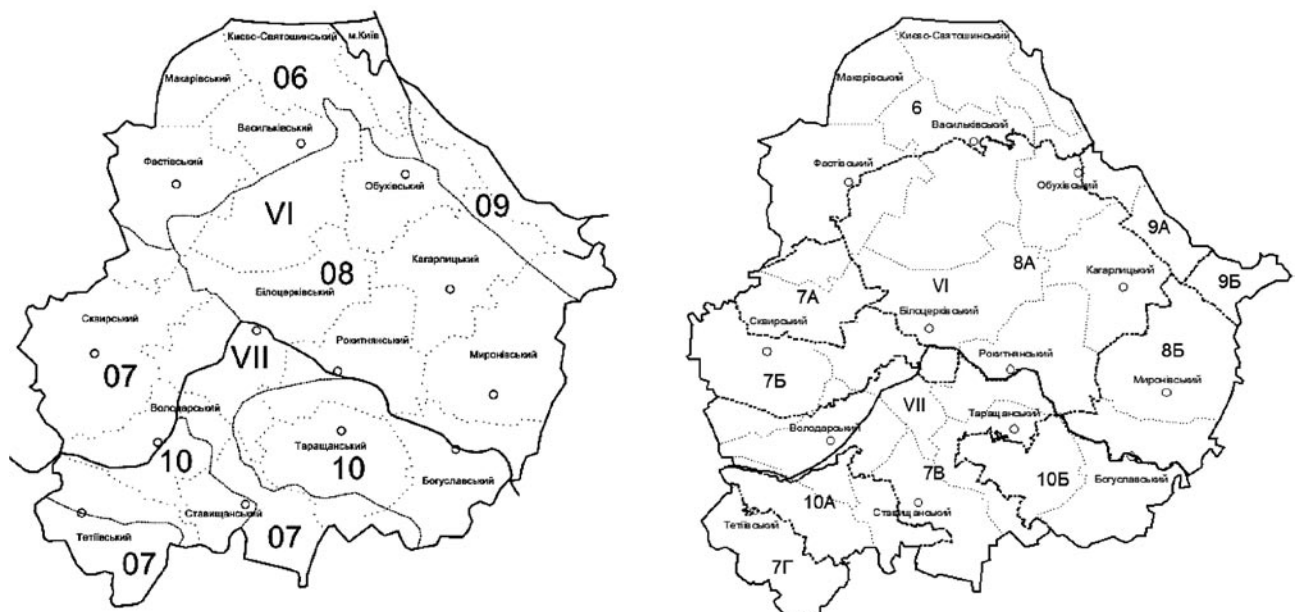 Києво-Святошинський
м.Київ
Макарівський
06
Васильківський
Фастівський
Обухівський
VI
09
08
Кагарлицький
Білоцерківський
Сквирський
VII
Рокитнянський
Миронівський
07
Володарський
Таращанський
10
10
Богуславський
Ставищанський
07
Тетіївський
07
Києво-Святошинський
Макарівський
6
Васильківський
Фастівський
Обухівський
9А
8А
Кагарлицький
9Б
VI
7А
Білоцерківський
Сквирський
Рокитнянський
8Б
7Б
Миронівський
VII
Таращанський
Володарський
7В
10Б
Богуславський
10А
Ставищанський
Тетіївський
7Г